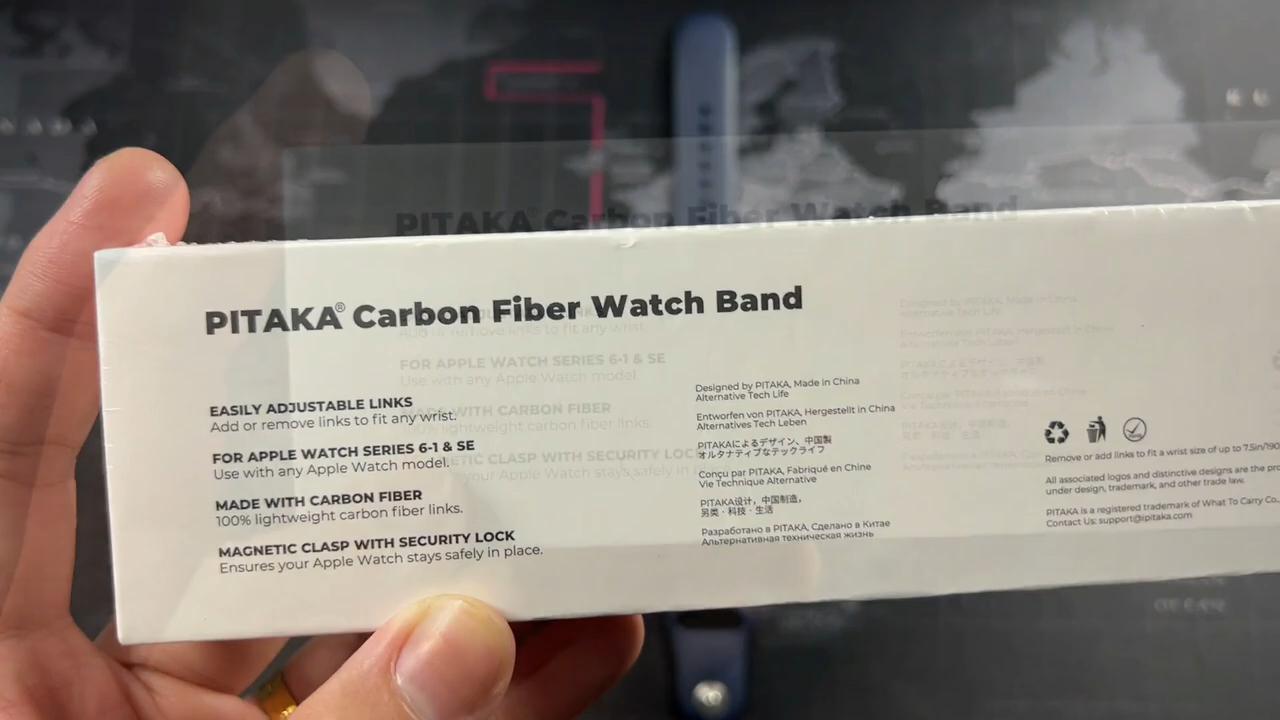 PITAKA® Carbon Fiber Watch Band
EASILY ADJUSTABLE LINKS
Add or remove links to fit any wrist.
FOR APPLE WATCH SERIES 6-1 & SE
Use with any Apple Watch model.
MADE WITH CARBON FIBER
100% lightweight carbon fiber links.
MAGNETIC CLASP WITH SECURITY LOCK
Ensures your Apple Watch stays safely in place.
Designed by PITAKA, Made in China
Alternative Tech Life
Entworfen von PITAKA, Hergestellt in China
Alternatives Tech Leben
PITAKAによるデザイン、中国製
オルタナティブなテックライフ
Conçu par PITAKA, Fabriqué en Chine
Vie Technique Alternative
PITAKA设计，中国制造，
另类 · 科技 · 生活
Разработано в PITAKA, Сделано в Китае
Альтернативная техническая жизнь
Remove or add links to fit a wrist size of up to 7.5in/190
All associated logos and distinctive designs are the pro
under design, trademark, and other trade law.
PITAKA is a registered trademark of What To Carry Co.,
Contact Us: support@ipitaka.com